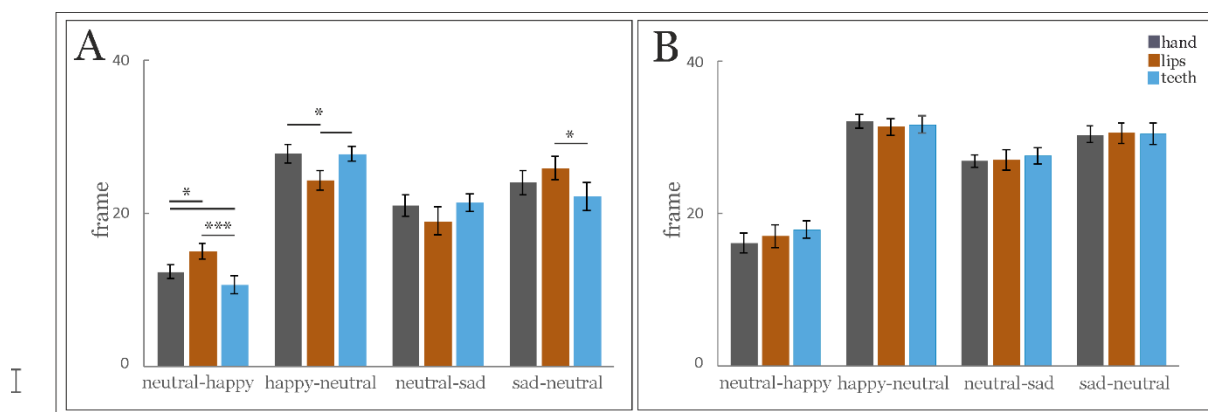 A
40
20
0
frame
*
***
*
*
neutral-happy
happy-neutral
neutral-sad
sad-neutral
B
hand
lips
teeth
40
20
0
frame
neutral-happy
happy-neutral
neutral-sad
sad-neutral